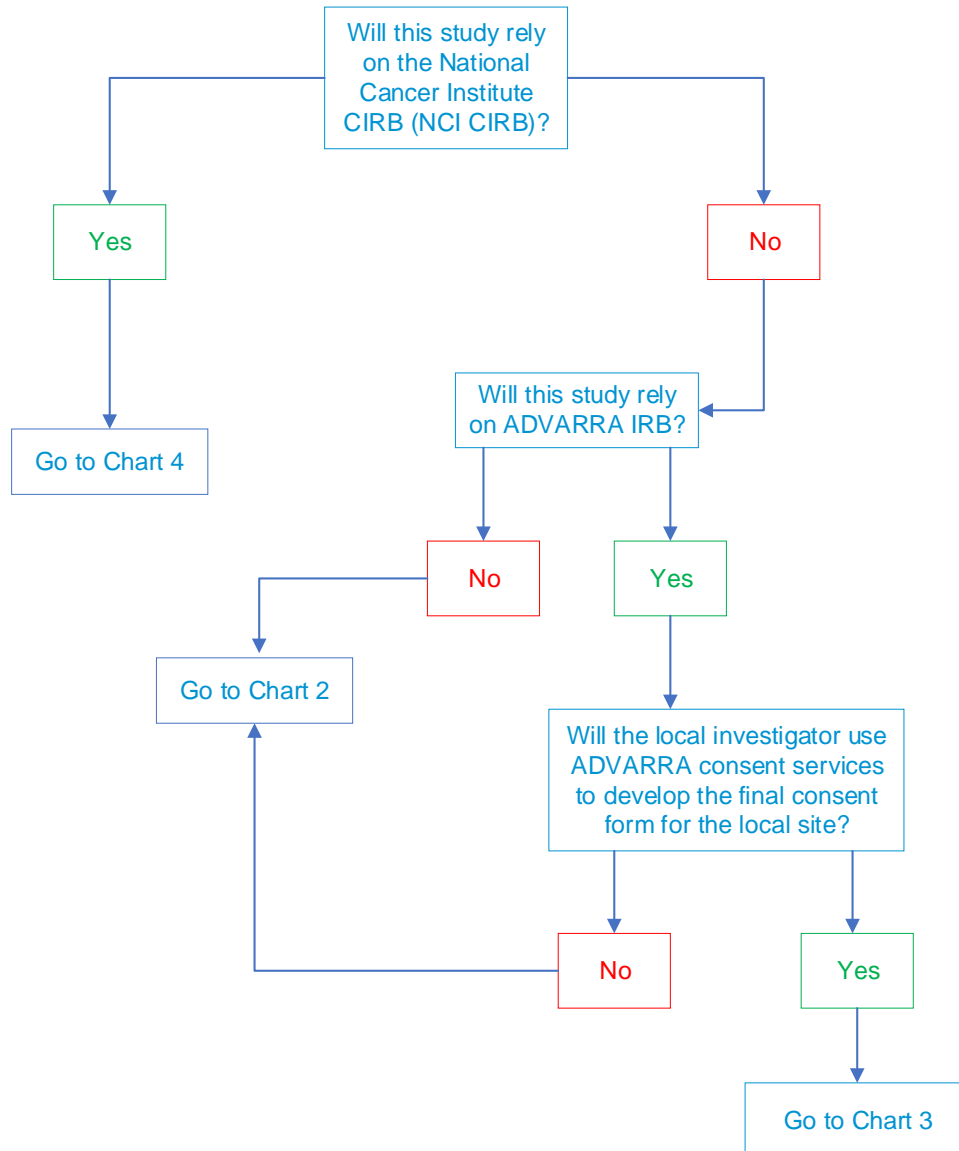 Will this study rely
on the National
Cancer Institute
CIRB (NCI CIRB)?
Yes
No
Will this study rely
on ADVARRA IRB?
Go to Chart 4
No
Yes
Go to Chart 2
Will the local investigator use
ADVARRA consent services
to develop the final consent
form for the local site?
No
Yes
Go to Chart 3